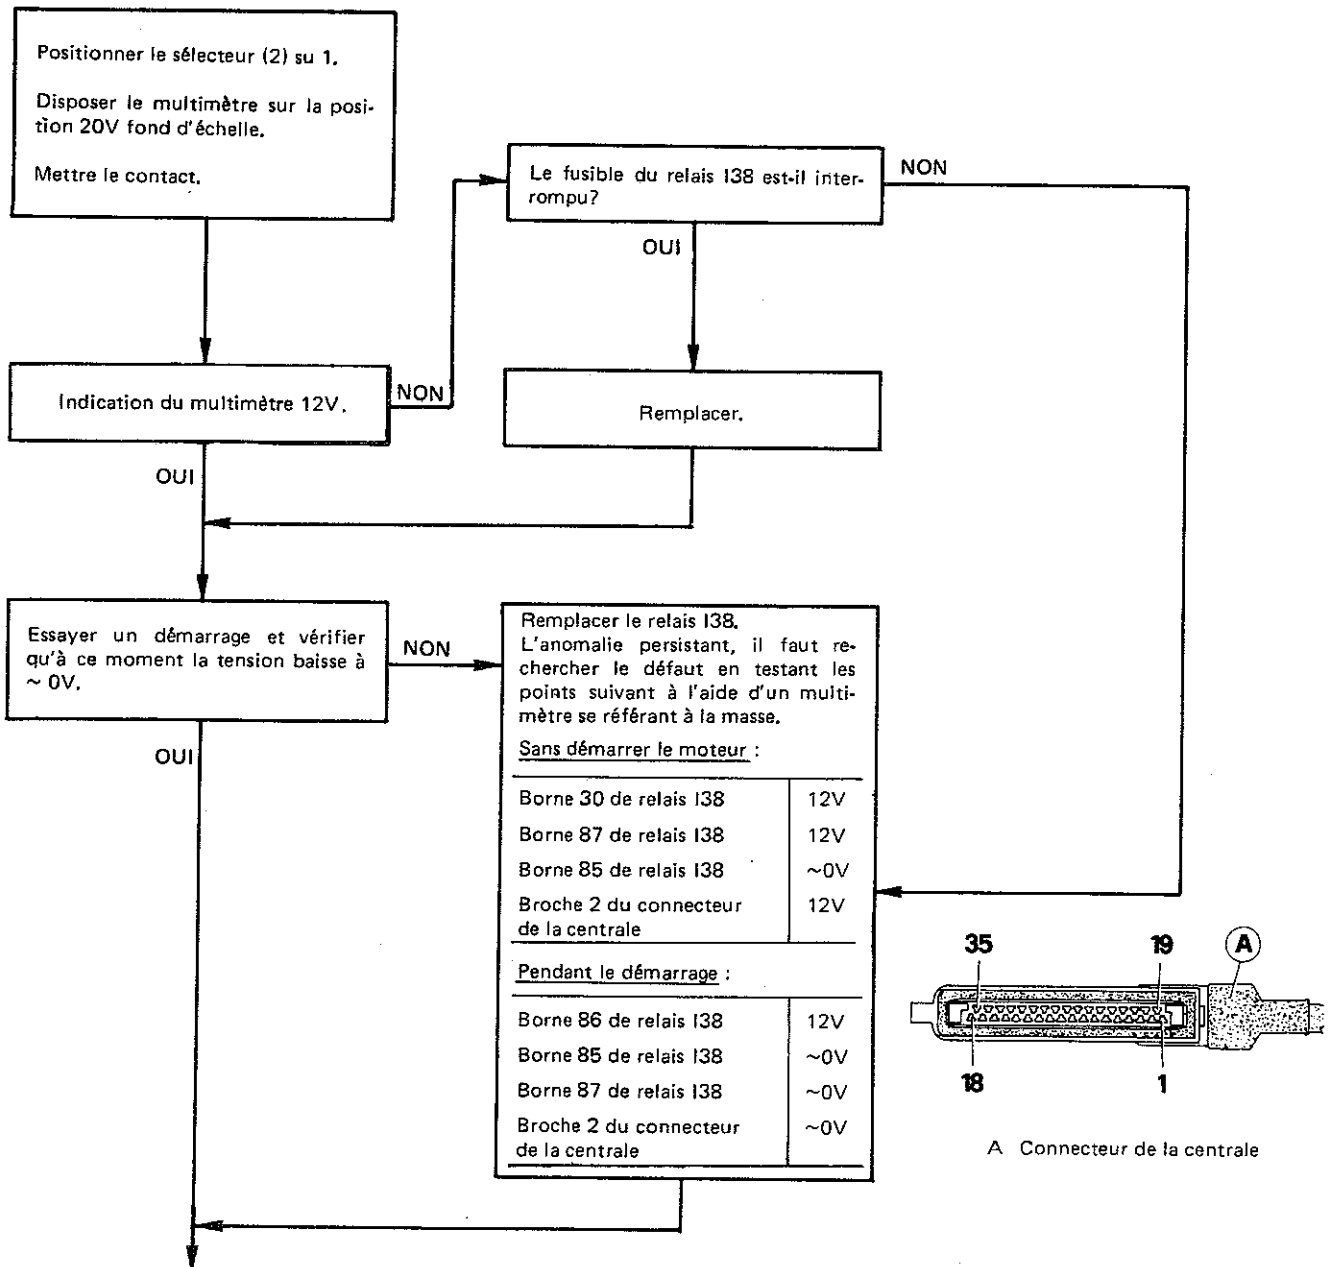 Positionner le sélecteur (2) su 1.
Disposer le multimètre sur la posi-
tion 20V fond d'échelle.
Mettre le contact.
Le fusible du relais I38 est-il inter-
rompu?
NON
OUI
Indication du multimètre 12V.
NON
Remplacer.
OUI
Essayer un démarrage et vérifier
qu'à ce moment la tension baisse à
~ 0V.
NON
OUI
Remplacer le relais I38.
L'anomalie persistant, il faut re-
chercher le défaut en testant les
points suivant à l'aide d'un multi-
mètre se référant à la masse.
Sans démarrer le moteur :
Borne 30 de relais I38 12V
Borne 87 de relais I38 12V
Borne 85 de relais I38 ~0V
Broche 2 du connecteur 12V
de la centrale
Pendant le démarrage :
Borne 86 de relais I38 12V
Borne 85 de relais I38 ~0V
Borne 87 de relais I38 ~0V
Broche 2 du connecteur ~0V
de la centrale
35 19 A
18 1
A Connecteur de la centrale